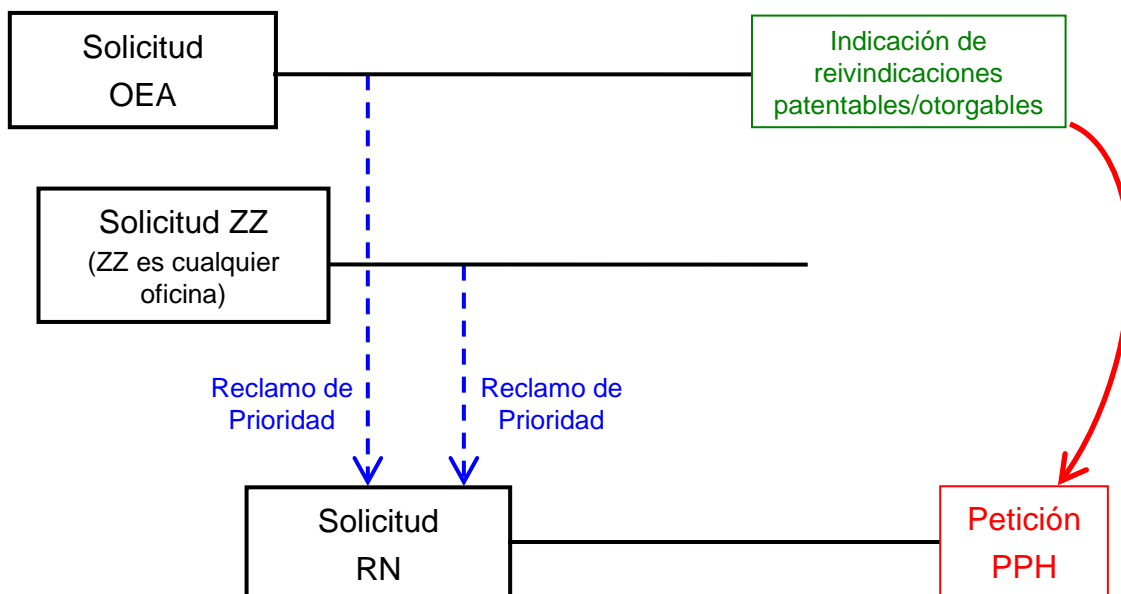 Solicitud
OEA
Indicación de
reivindicaciones
patentables/otorgables
Solicitud ZZ
(ZZ es cualquier
oficina)
Reclamo de
Prioridad
Reclamo de
Prioridad
Solicitud
RN
Petición
PPH